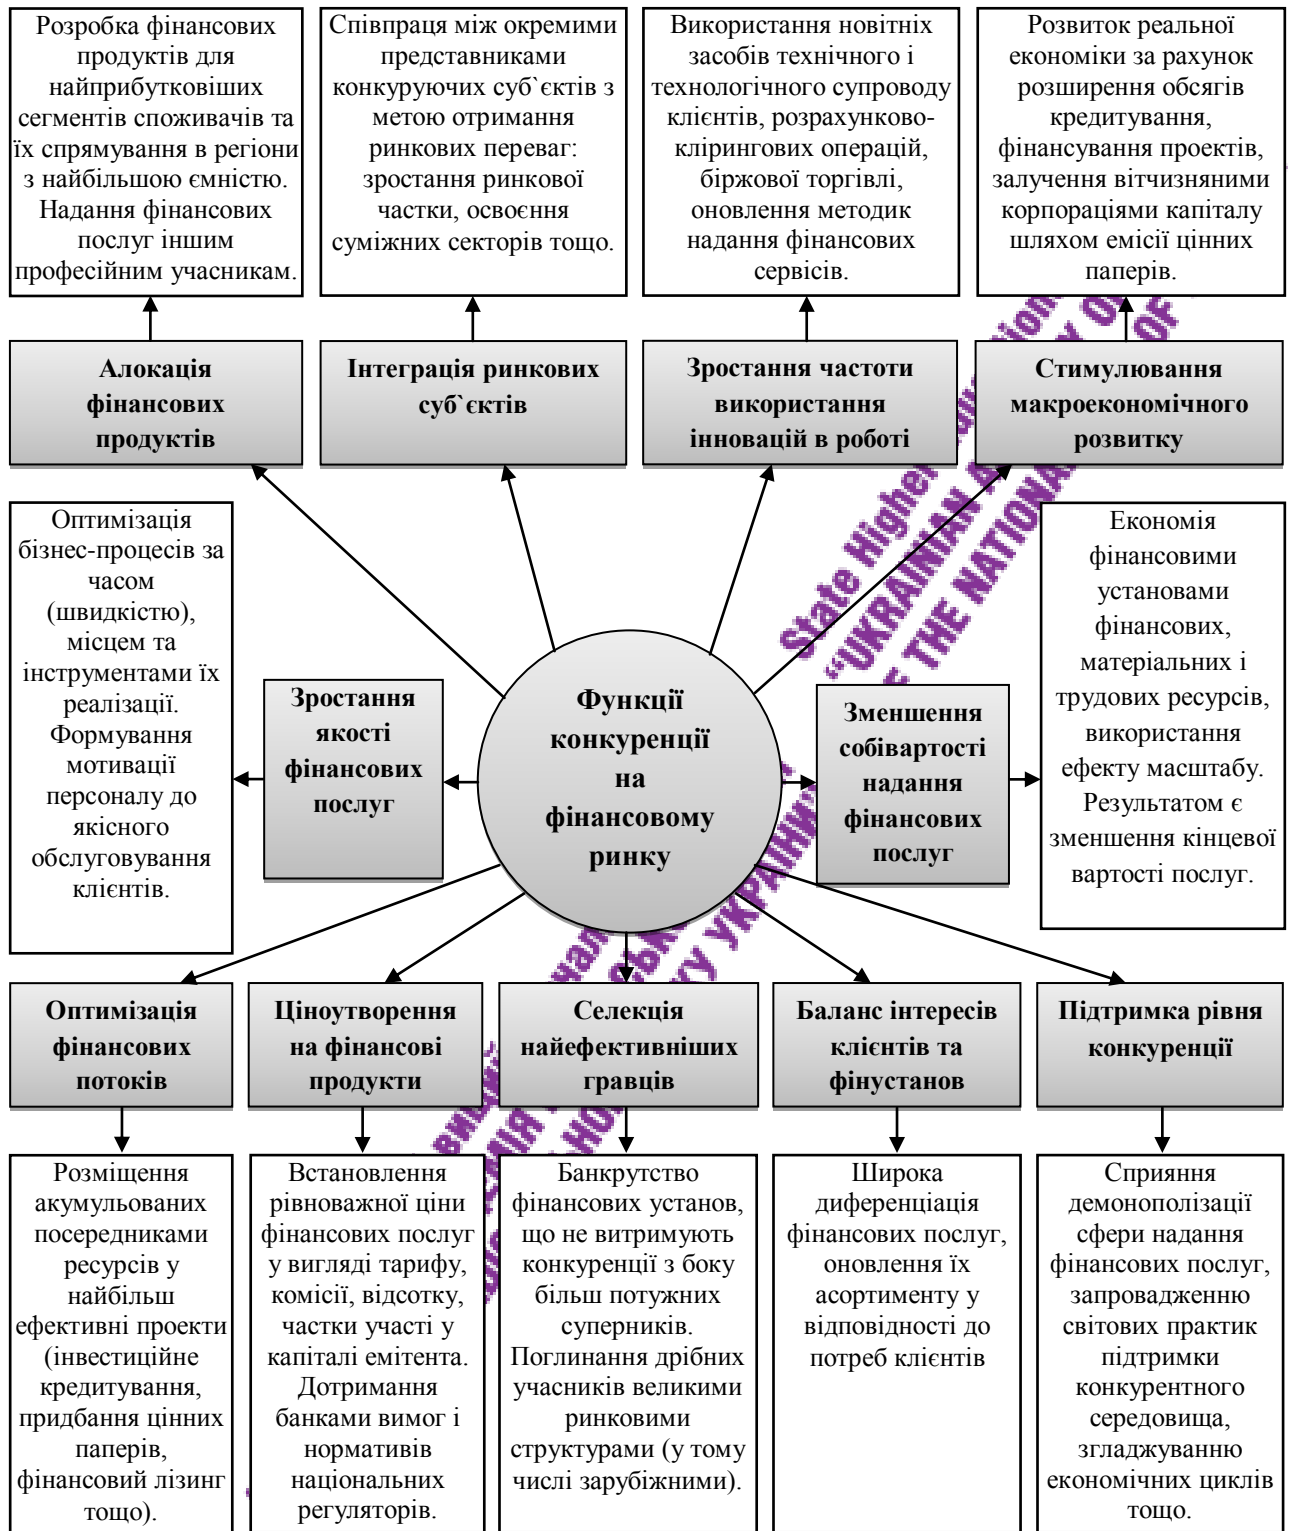 Розробка фінансових
продуктів для
найприбутковіших
сегментів споживачів та
їх спрямування в регіони
з найбільшою ємністю.
Надання фінансових
послуг іншим
професійним учасникам.
Співпраця між окремими
представниками
конкуруючих суб`єктів з
метою отримання
ринкових переваг:
зростання ринкової
частки, освоєння
суміжних секторів тощо.
Використання новітніх
засобів технічного і
технологічного супроводу
клієнтів, розрахунково-
клірингових операцій,
біржової торгівлі,
оновлення методик
надання фінансових
сервісів.
Розвиток реальної
економіки за рахунок
розширення обсягів
кредитування,
фінансування проектів,
залучення вітчизняними
корпораціями капіталу
шляхом емісії цінних
паперів.
Алокація
фінансових
продуктів
Інтеграція ринкових
суб`єктів
Зростання частоти
використання
інновацій в роботі
Стимулювання
макроекономічного
розвитку
Оптимізація
бізнес-процесів за
часом
(швидкістю),
місцем та
інструментами їх
реалізації.
Формування
мотивації
персоналу до
якісного
обслуговування
клієнтів.
Зростання
якості
фінансових
послуг
Функції
конкуренції
на
фінансовому
ринку
Зменшення
собівартості
надання
фінансових
послуг
Економія
фінансовими
установами
фінансових,
матеріальних і
трудових ресурсів,
використання
ефекту масштабу.
Результатом є
зменшення кінцевої
вартості послуг.
Оптимізація
фінансових
потоків
Ціноутворення
на фінансові
продукти
Селекція
найефективніших
гравців
Баланс інтересів
клієнтів та
фінустанов
Підтримка рівня
конкуренції
Розміщення
акумульованих
посередниками
ресурсів у
найбільш
ефективні проекти
(інвестиційне
кредитування,
придбання цінних
паперів,
фінансовий лізинг
тощо).
Встановлення
рівноважної ціни
фінансових послуг
у вигляді тарифу,
комісії, відсотку,
частки участі у
капіталі емітента.
Дотримання
банками вимог і
нормативів
національних
регуляторів.
Банкрутство
фінансових установ,
що не витримують
конкуренції з боку
більш потужних
суперників.
Поглинання дрібних
учасників великими
ринковими
структурами (у тому
числі зарубіжними).
Широка
диференціація
фінансових послуг,
оновлення їх
асортименту у
відповідності до
потреб клієнтів
Сприяння
демонополізації
сфери надання
фінансових послуг,
запровадженню
світових практик
підтримки
конкурентного
середовища,
згладжуванню
економічних циклів
тощо.
State Higher
"UKRAINIAN
THE
УКРАЇНИ"